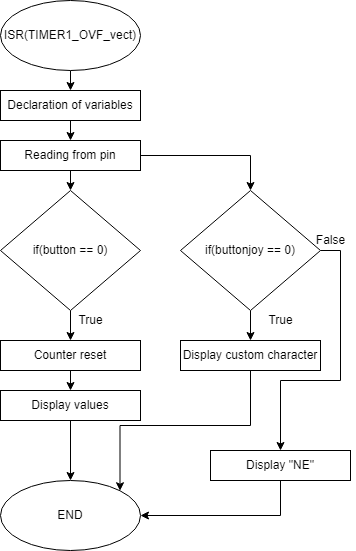 ISR(TIMER1_OVF_vect)
Declaration of variables
Reading from pin
if(button == 0)
if(buttonjoy == 0)
False
True
True
Counter reset
Display custom character
Display values
Display "NE"
END